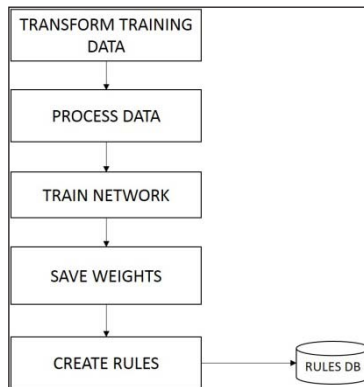 TRANSFORM TRAINING
DATA
PROCESS DATA
TRAIN NETWORK
SAVE WEIGHTS
CREATE RULES
RULES DB